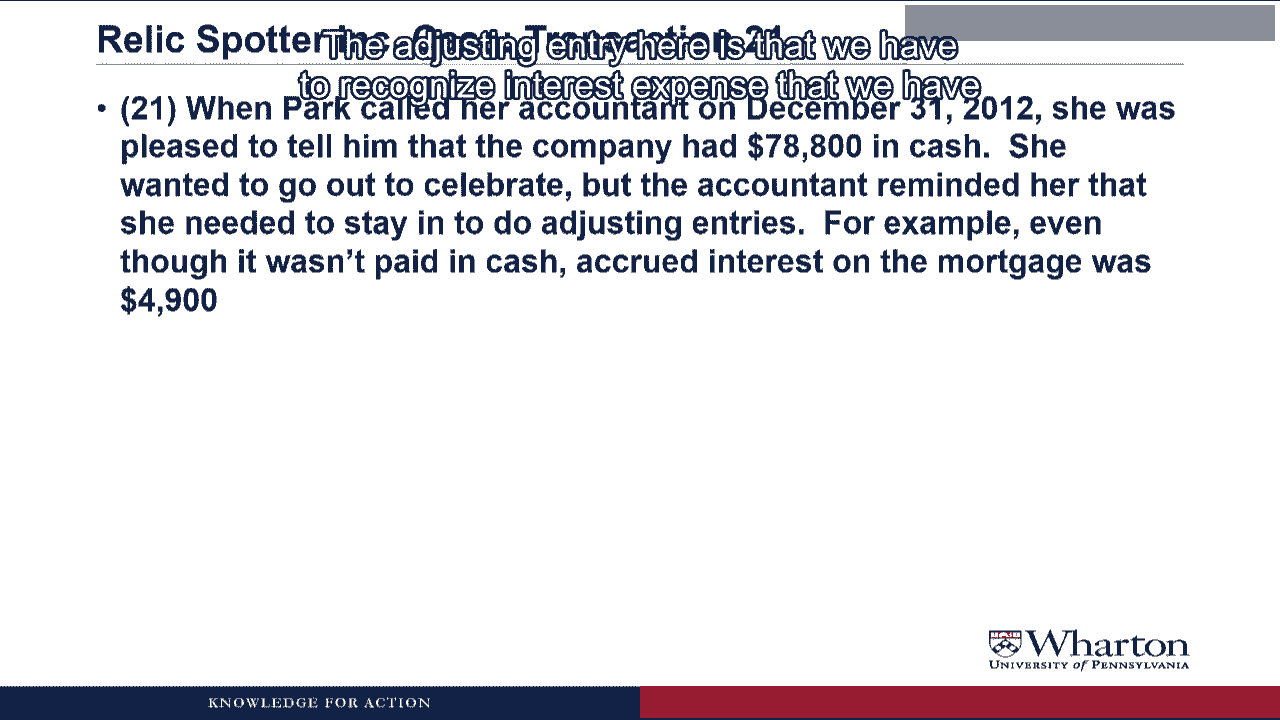 Relic Spotter Inc. Case: Transaction 21
The adjusting entry here is that we have
to recognize interest expense that we have
• (21) When Park called her accountant on December 31, 2012, she was
pleased to tell him that the company had $78,800 in cash. She
wanted to go out to celebrate, but the accountant reminded her that
she needed to stay in to do adjusting entries. For example, even
though it wasn’t paid in cash, accrued interest on the mortgage was
$4,900
Wharton
UNIVERSITY of PENNSYLVANIA
KNOWLEDGE FOR ACTION